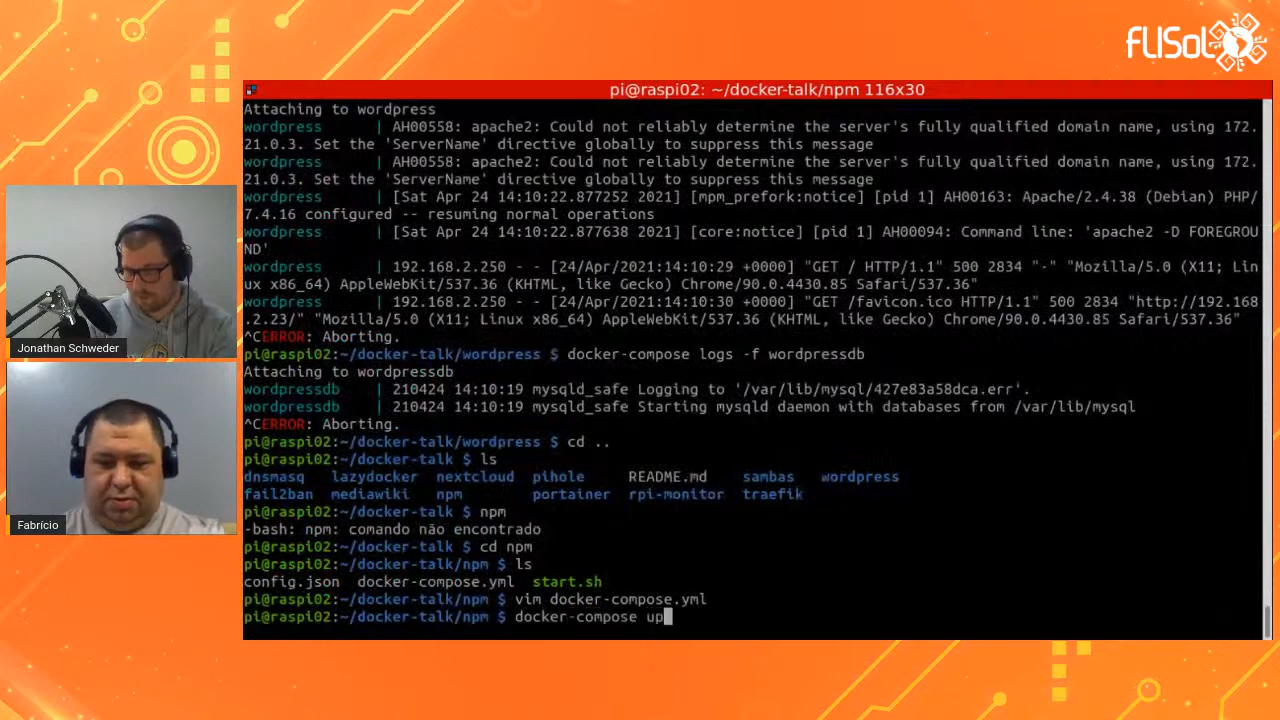 FLISoL
pi@raspi02: ~/docker-talk/npm 116x30
Attaching to wordpress
wordpress | AH00558: apache2: Could not reliably determine the server's fully qualified domain name, using 172.
21.0.3. Set the 'ServerName' directive globally to suppress this message
wordpress | AH00558: apache2: Could not reliably determine the server's fully qualified domain name, using 172.
21.0.3. Set the 'ServerName' directive globally to suppress this message
wordpress | [Sat Apr 24 14:10:22.877252 2021] [mpm_prefork:notice] [pid 1] AH00163: Apache/2.4.38 (Debian) PHP/
7.4.16 configured -- resuming normal operations
wordpress | [Sat Apr 24 14:10:22.877638 2021] [core:notice] [pid 1] AH00094: Command line: 'apache2 -D FOREGROU
ND'
wordpress | 192.168.2.250 - - [24/Apr/2021:14:10:29 +0000] "GET / HTTP/1.1" 500 2834 "-" "Mozilla/5.0 (X11; Lin
ux x86_64) AppleWebKit/537.36 (KHTML, like Gecko) Chrome/90.0.4430.85 Safari/537.36"
wordpress | 192.168.2.250 - - [24/Apr/2021:14:10:30 +0000] "GET /favicon.ico HTTP/1.1" 500 2834 "http://192.168
.2.23/" "Mozilla/5.0 (X11; Linux x86_64) AppleWebKit/537.36 (KHTML, like Gecko) Chrome/90.0.4430.85 Safari/537.36"
^CERROR: Aborting.
pi@raspi02:~/docker-talk/wordpress $ docker-compose logs -f wordpressdb
Attaching to wordpressdb
wordpressdb | 210424 14:10:19 mysqld_safe Logging to '/var/lib/mysql/427e83a58dca.err'.
wordpressdb | 210424 14:10:19 mysqld_safe Starting mysqld daemon with databases from /var/lib/mysql
^CERROR: Aborting.
pi@raspi02:~/docker-talk/wordpress $ cd ..
pi@raspi02:~/docker-talk $ ls
dnsmasq lazydocker nextcloud pihole README.md sambas wordpress
fail2ban mediawiki npm portainer rpi-monitor traefik
pi@raspi02:~/docker-talk $ npm
-bash: npm: comando não encontrado
pi@raspi02:~/docker-talk $ cd npm
pi@raspi02:~/docker-talk/npm $ ls
config.json docker-compose.yml start.sh
pi@raspi02:~/docker-talk/npm $ vim docker-compose.yml
pi@raspi02:~/docker-talk/npm $ docker-compose up
Jonathan Schweder
Fabrício